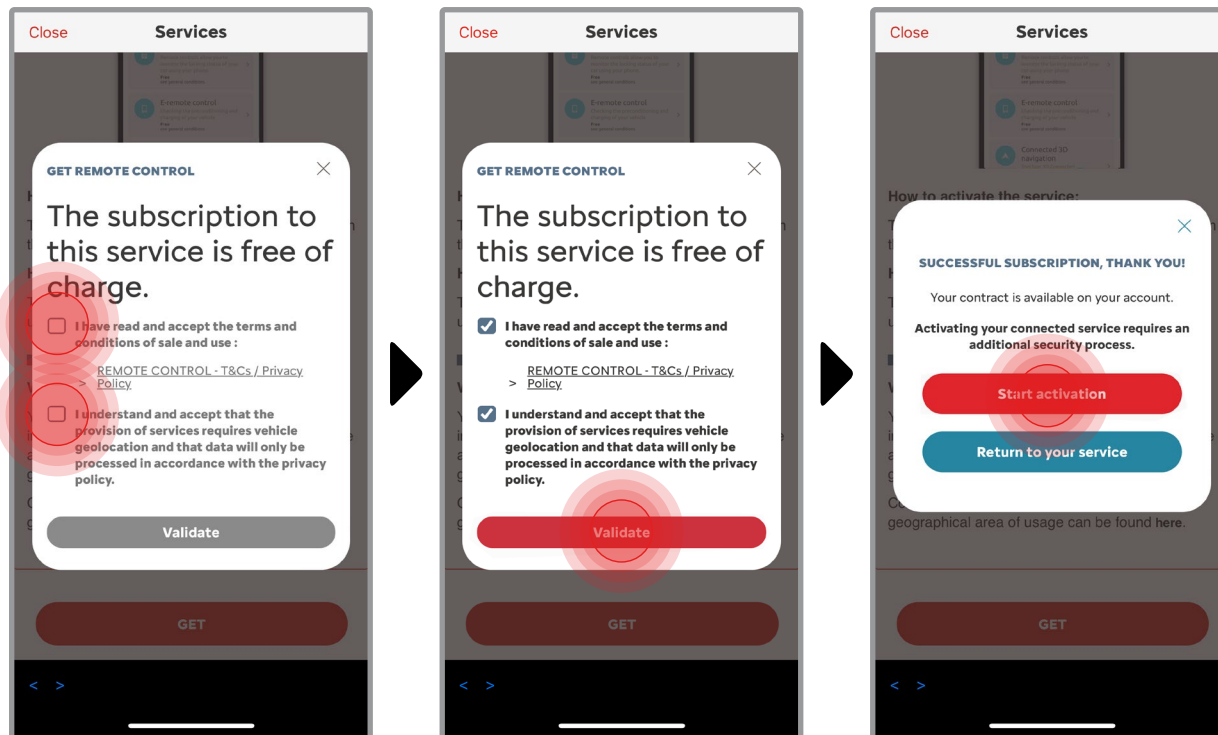 Close Services
E-remote control
Free
GET REMOTE CONTROL
The subscription to
this service is free of
charge.
I have read and accept the terms and
conditions of sale and use :
REMOTE CONTROL - T&Cs / Privacy
> Policy
I understand and accept that the
provision of services requires vehicle
geolocation and that data will only be
processed in accordance with the privacy
policy.
Validate
GET
< >
Close Services
E-remote control
Free
GET REMOTE CONTROL
The subscription to
this service is free of
charge.
I have read and accept the terms and
conditions of sale and use :
REMOTE CONTROL - T&Cs / Privacy
> Policy
I understand and accept that the
provision of services requires vehicle
geolocation and that data will only be
processed in accordance with the privacy
policy.
Validate
GET
< >
Close Services
E-remote control
Free
Connected 3D
navigation
How to activate the service:
SUCCESSFUL SUBSCRIPTION, THANK YOU!
Your contract is available on your account.
Activating your connected service requires an
additional security process.
Start activation
Return to your service
geographical area of usage can be found here.
GET
< >